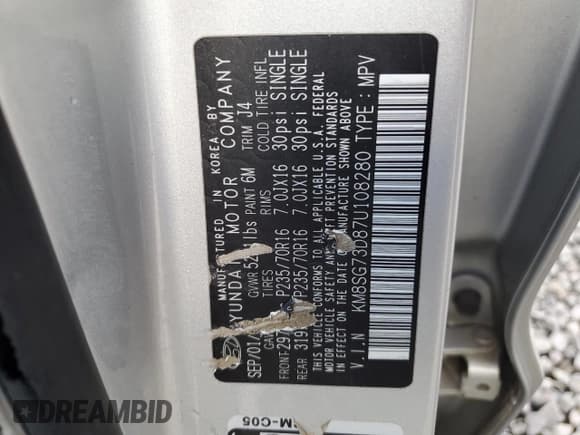 MANUFACTURED IN KOREA BY
HYUNDAI MOTOR COMPANY
SEP/01/ GVWR lbs PAINT 6M TRIM J4
TIRES RIMS COLD TIRE INFL
FRONT P235/70R16 7.0JX16 30psi SINGLE
REAR P235/70R16 7.0JX16 30psi SINGLE
THIS VEHICLE CONFORMS TO ALL APPLICABLE U.S.A. FEDERAL
MOTOR VEHICLE SAFETY AND THEFT PREVENTION STANDARDS
IN EFFECT ON THE DATE OF MANUFACTURE SHOWN ABOVE
V.I.N KM8SG73D87U108280 TYPE : MPV
M-C05
DREAMBID